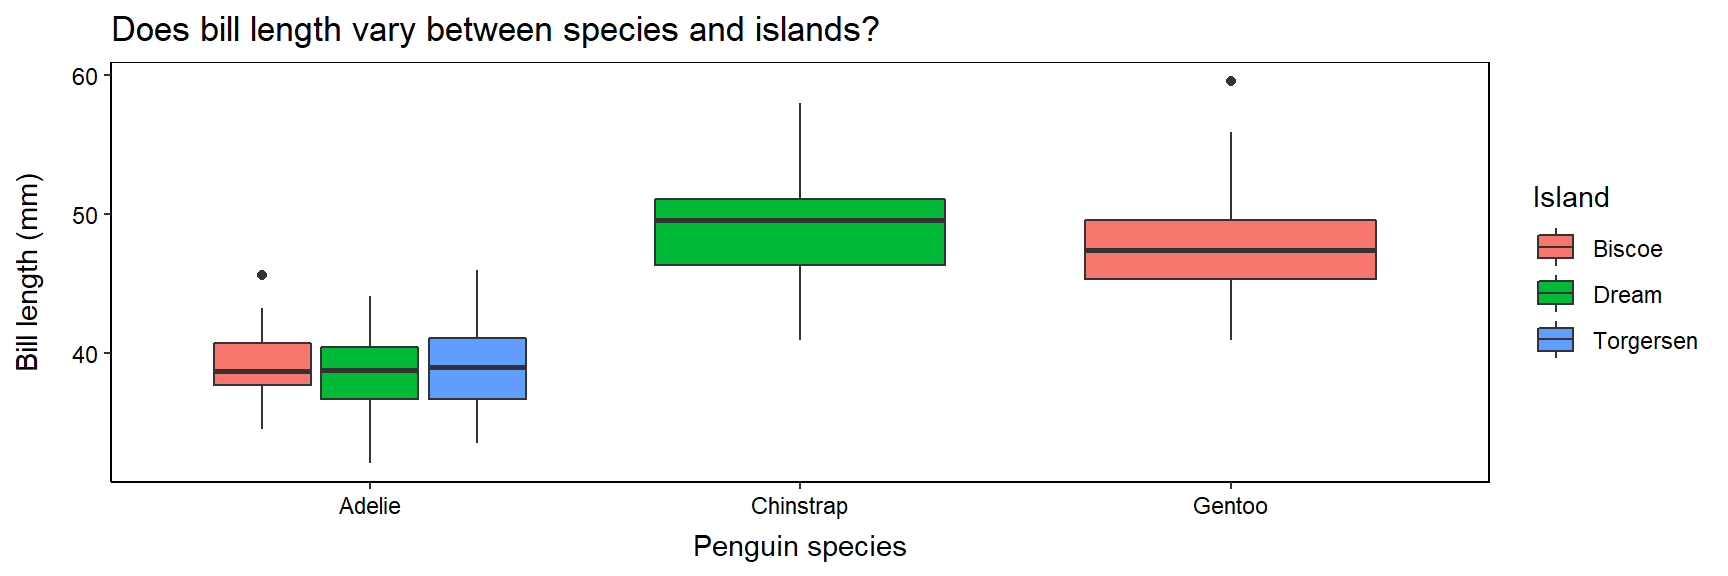 Does bill length vary between species and islands?
Bill length (mm)
60
50
40
Adelie
Chinstrap
Gentoo
Penguin species
Island
Biscoe
Dream
Torgersen